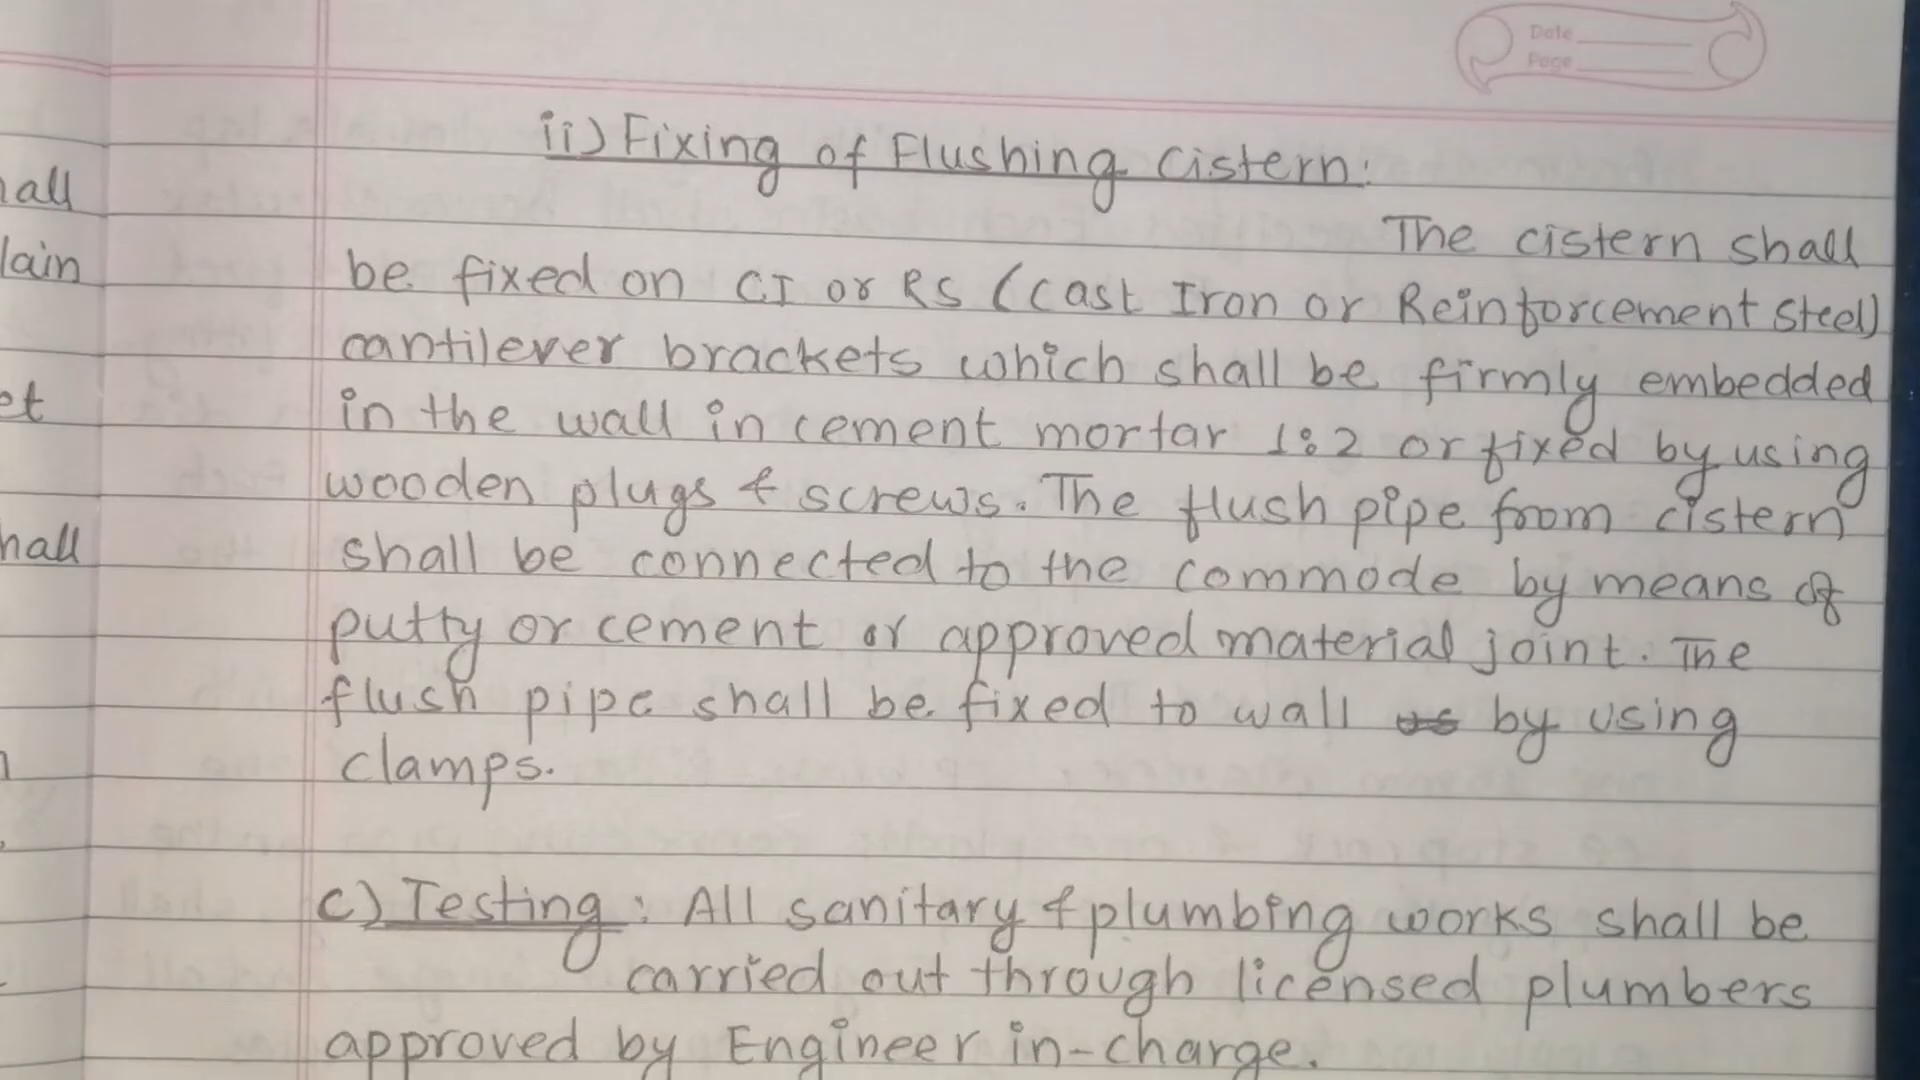 Date
Page
ii) Fixing of Flushing Cistern:
The cistern shall
be fixed on CI or RS (Cast Iron or Reinforcement Steel)
cantilever brackets which shall be firmly embedded
in the wall in cement mortar 1:2 or fixed by using
wooden plugs & screws. The flush pipe from cistern
shall be connected to the commode by means of
putty or cement or approved material joint. The
flush pipe shall be fixed to wall by using
clamps.
c) Testing: All sanitary & plumbing works shall be
carried out through licensed plumbers
approved by Engineer in-charge.